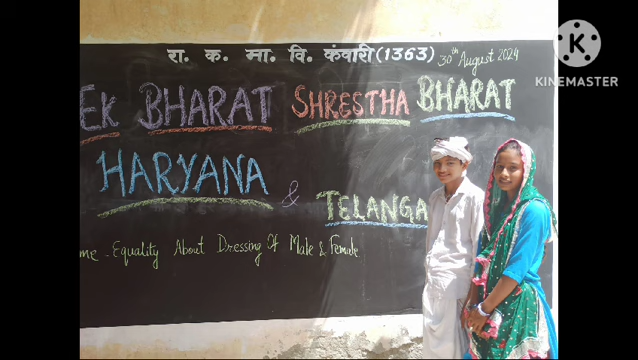 रा. क. मा. वि. कंवारी (1363)
30th August 2024
EK BHARAT SHRESTHA BHARAT
HARYANA
& TELANGA
me - Equality About Dressing Of Male & Female.
KINEMASTER